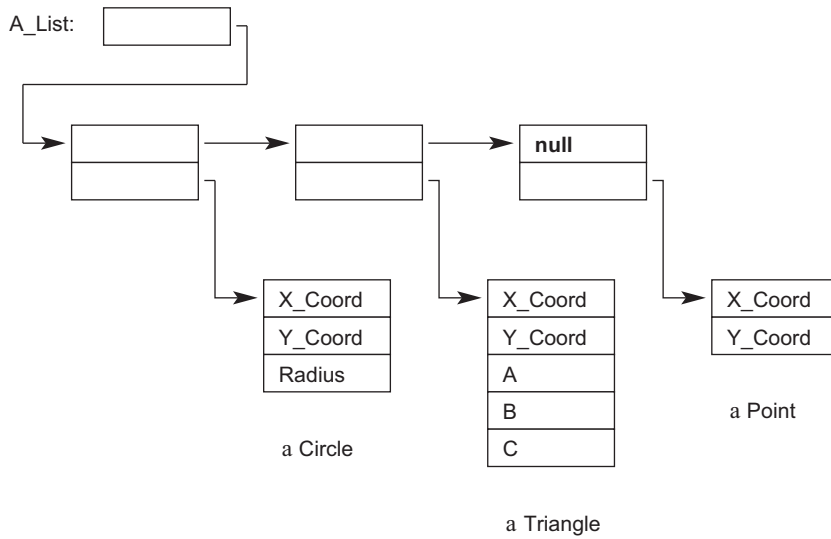 A_List:
null
X_Coord
Y_Coord
Radius
a Circle
X_Coord
Y_Coord
A
B
C
a Triangle
X_Coord
Y_Coord
a Point